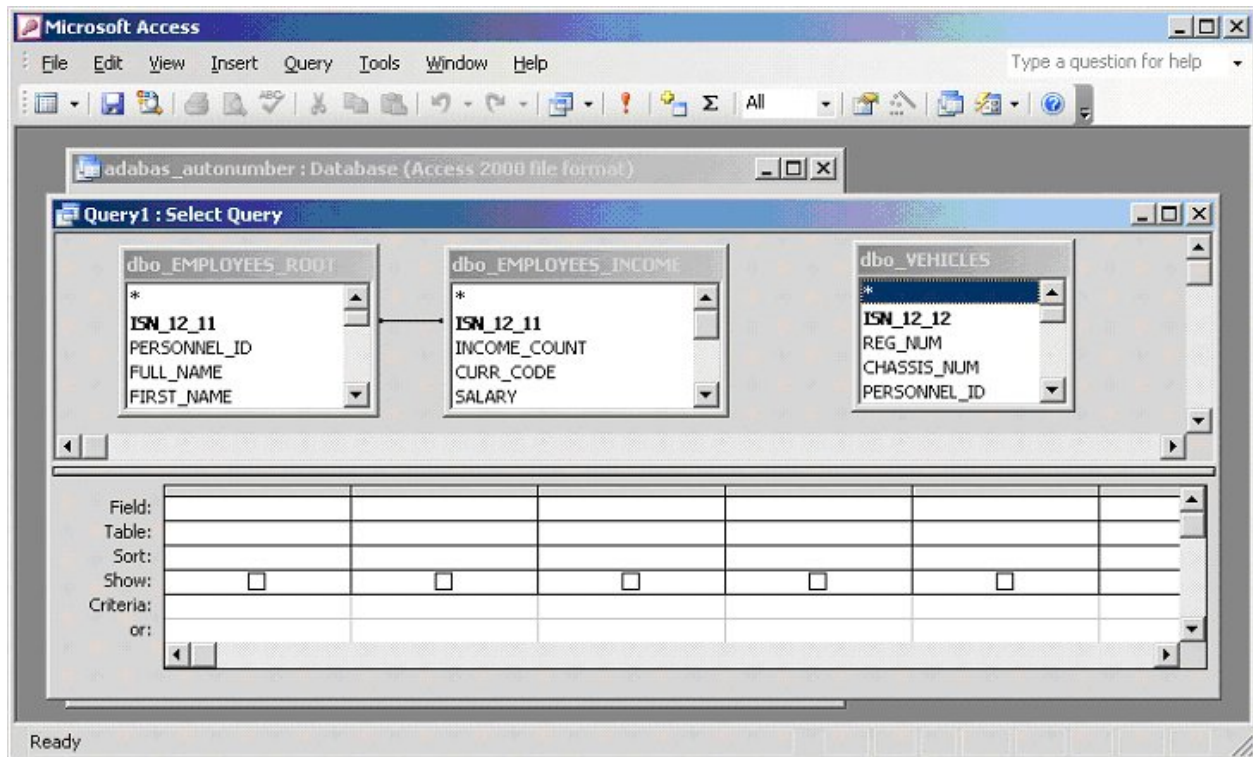 Microsoft Access
File Edit View Insert Query Tools Window Help Type a question for help
ABC Σ All
adabas_autonumber : Database (Access 2000 file format)
Query1 : Select Query
dbo_EMPLOYEES_ROOT dbo_EMPLOYEES_INCOME dbo_VEHICLES
* * *
ISN_12_11 ISN_12_11 ISN_12_12
PERSONNEL_ID INCOME_COUNT REG_NUM
FULL_NAME CURR_CODE CHASSIS_NUM
FIRST_NAME SALARY PERSONNEL_ID
Field:
Table:
Sort:
Show:
Criteria:
or:
Ready